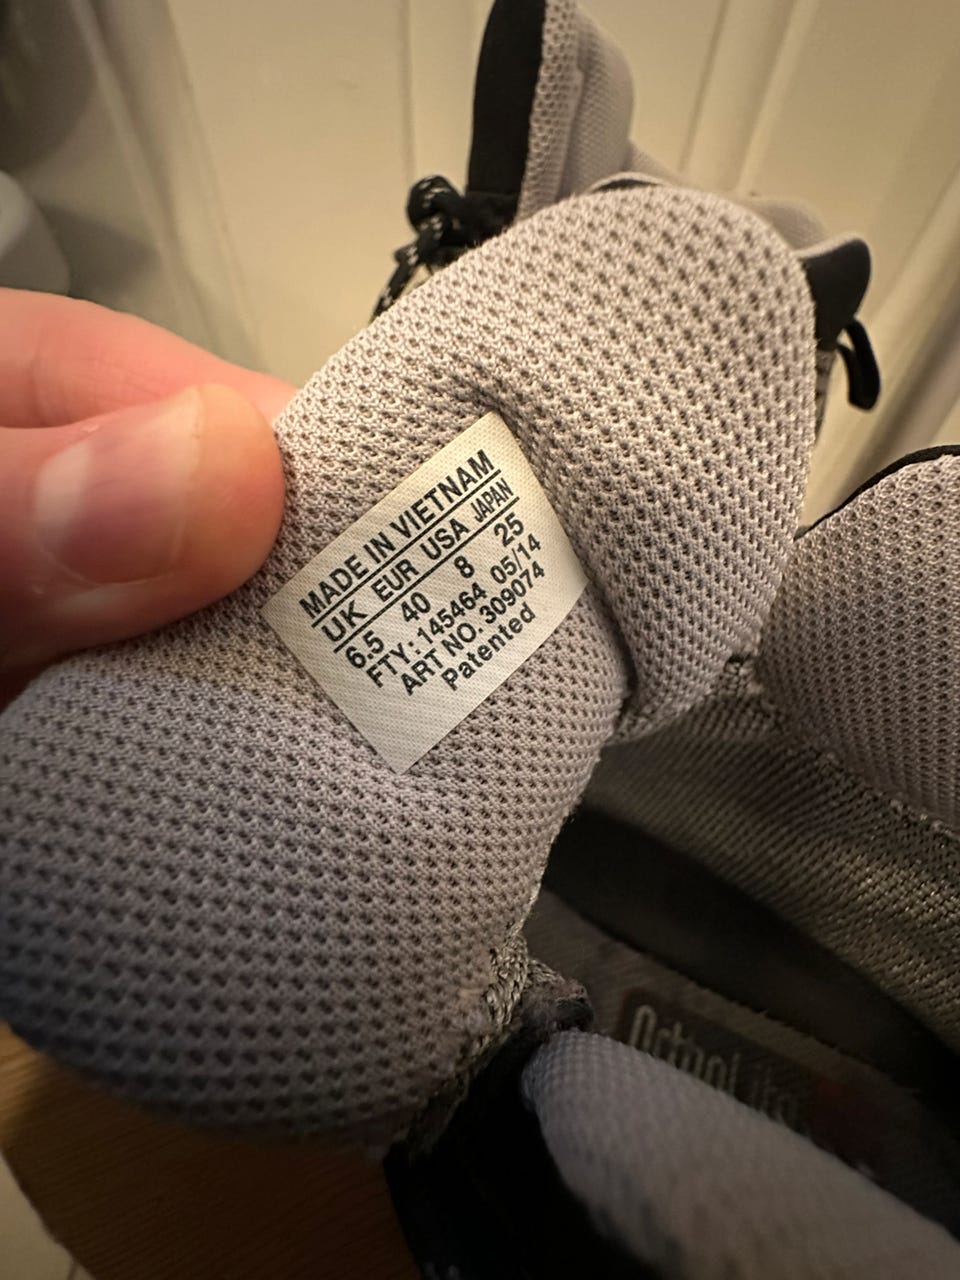 MADE IN VIETNAM
UK EUR USA JAPAN
6.5 40 8 25
FTY: 145464 05/14
ART NO. 309074
Patented